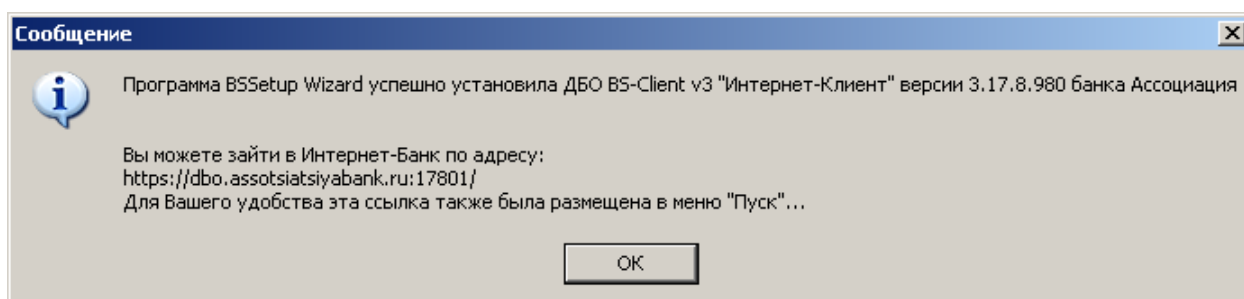 Сообщение
Программа BSSetup Wizard успешно установила ДБО BS-Client v3 "Интернет-Клиент" версии 3.17.8.980 банка Ассоциация
Вы можете зайти в Интернет-Банк по адресу:
https://dbo.assotsiatsiyabank.ru:17801/
Для Вашего удобства эта ссылка также была размещена в меню "Пуск"...
ОК